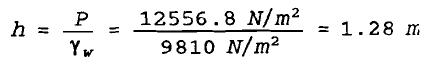 h = P / γw = 12556.8 N/m² / 9810 N/m² = 1.28 m